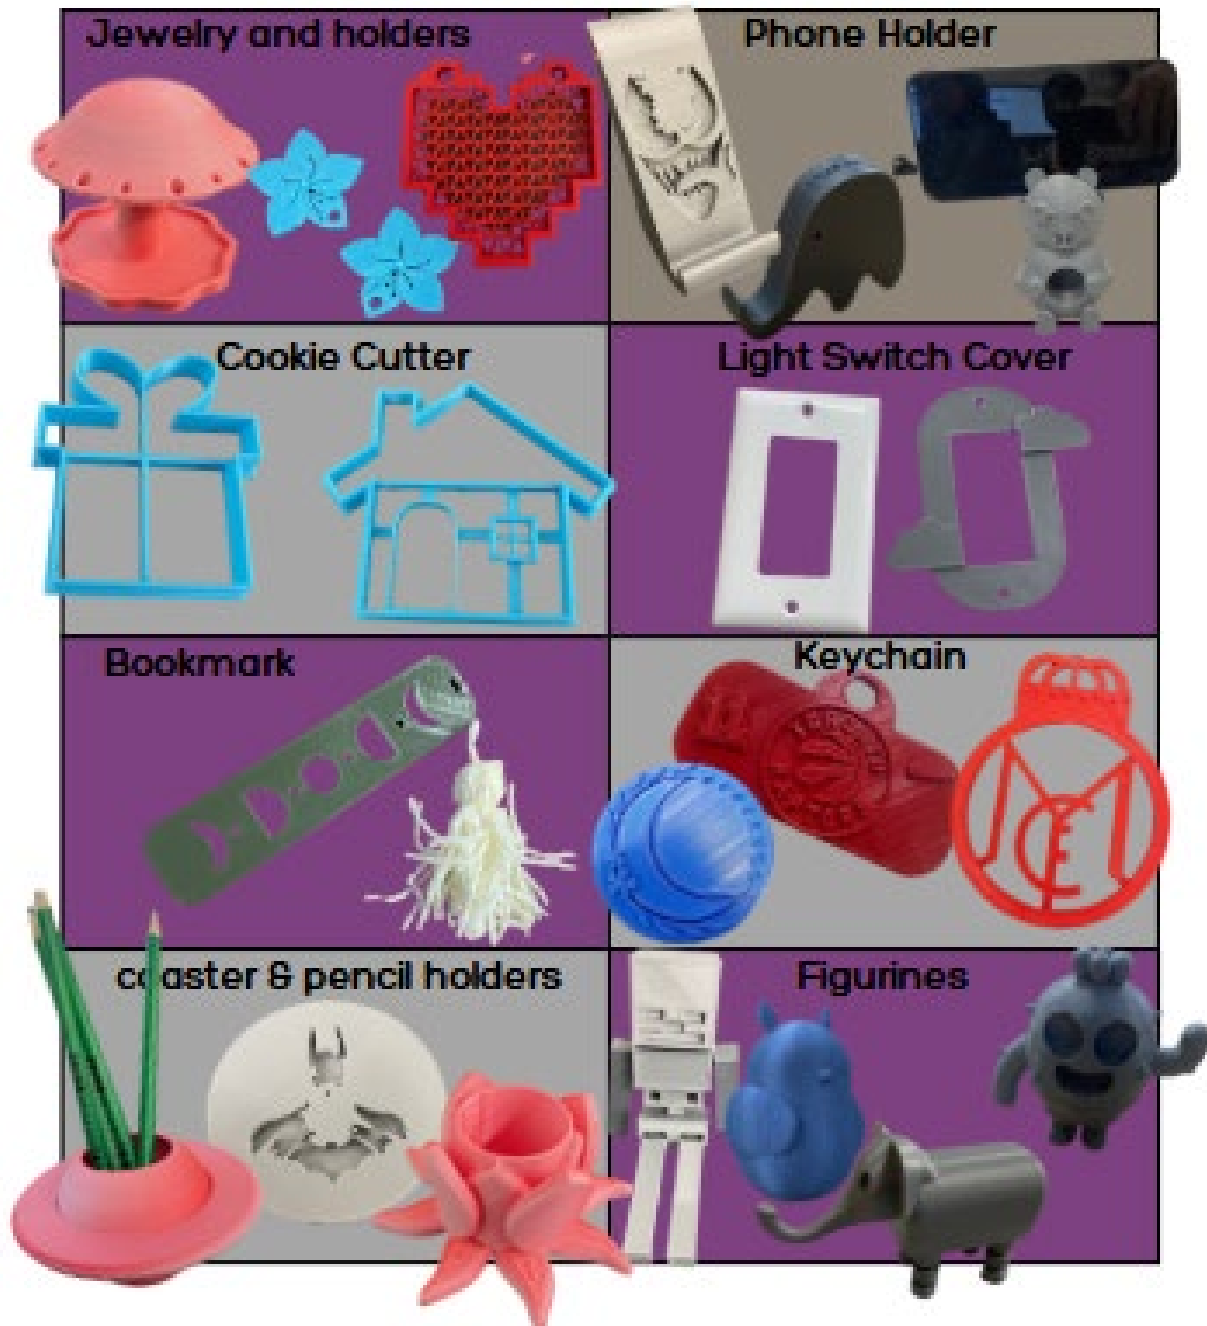 Jewelry and holders
Phone Holder
Cookie Cutter
Light Switch Cover
Bookmark
Keychain
coaster & pencil holders
Figurines